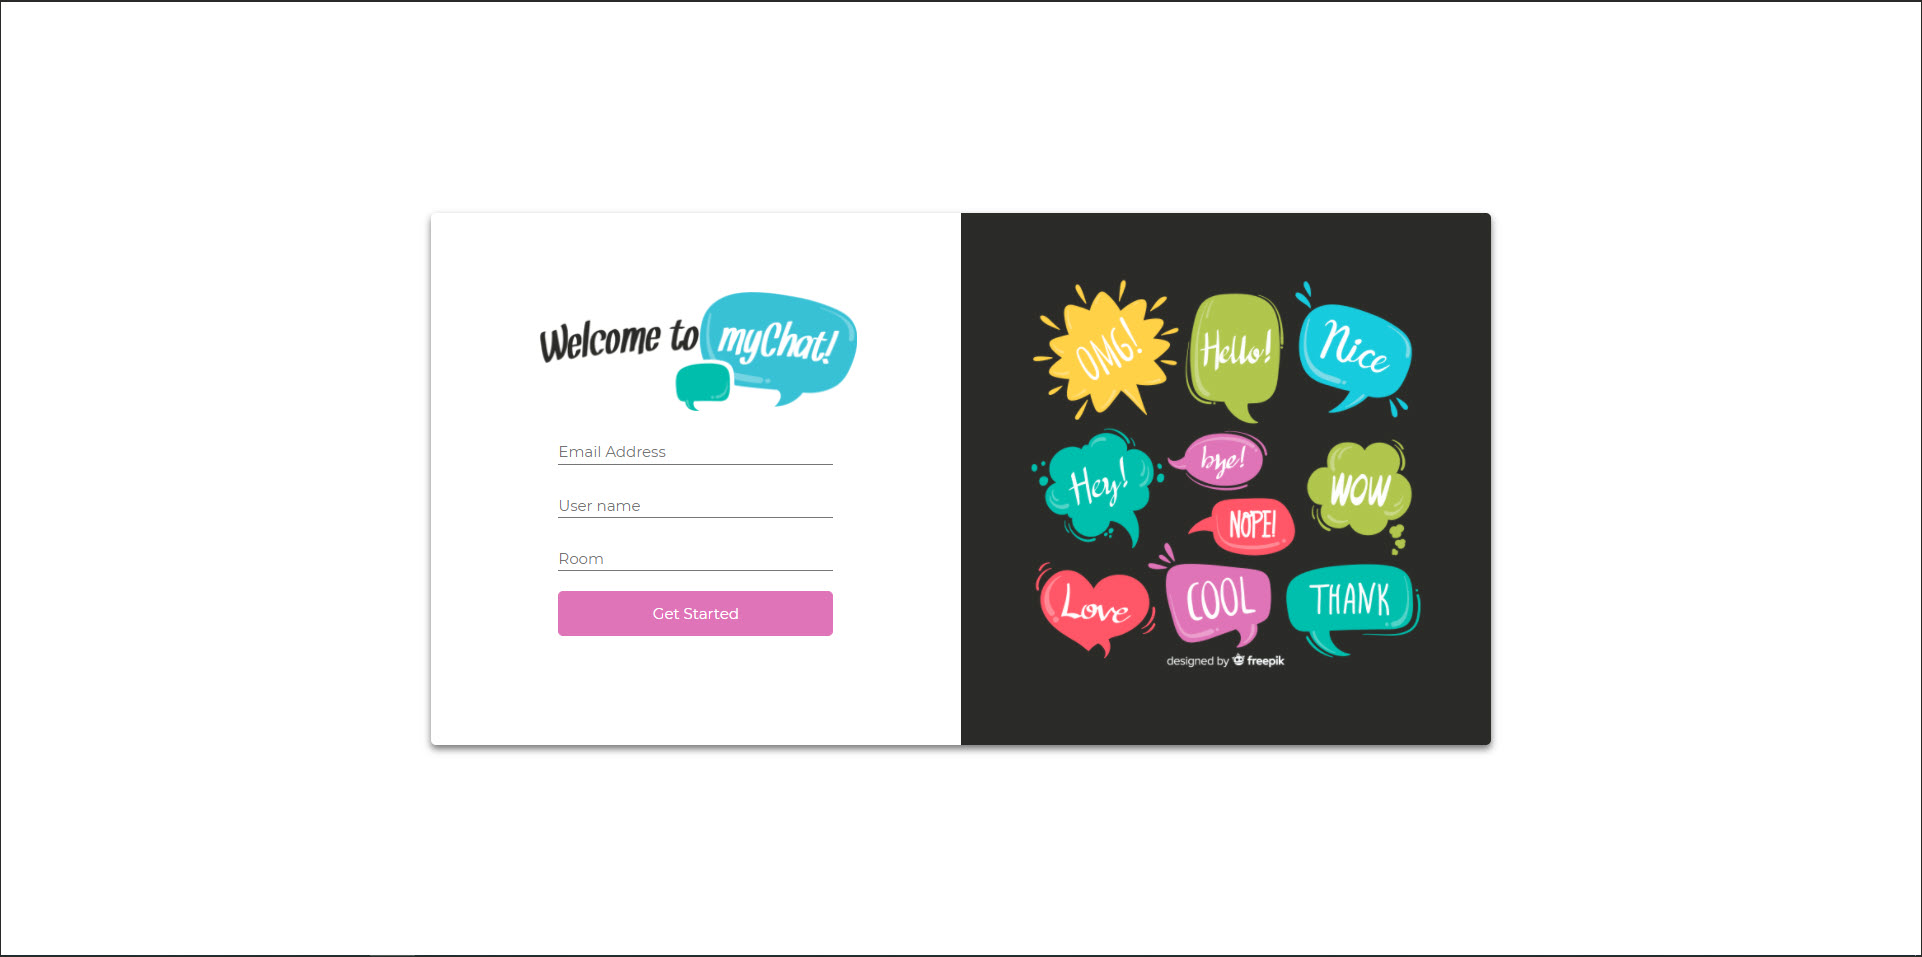 Welcome to myChat!
Email Address
User name
Room
Get Started
OMG!
Hello!
Nice
Hey!
bye!
NOPE!
WOW
Love
COOL
THANK
designed by freepik